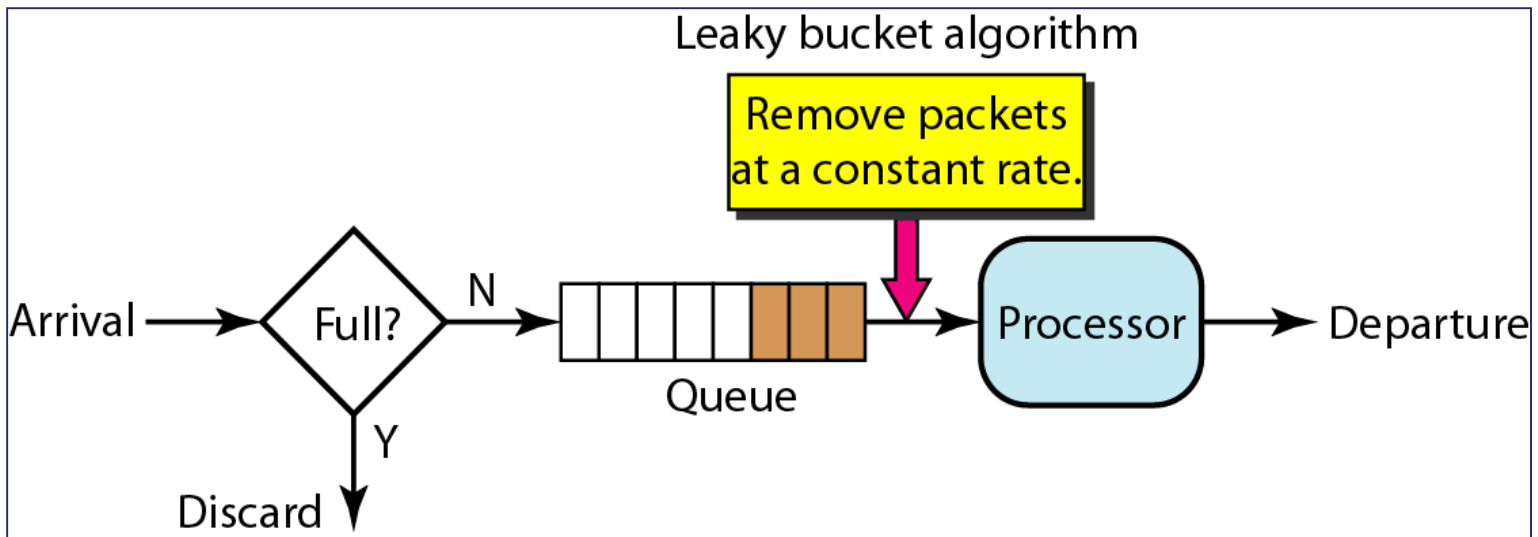 Leaky bucket algorithm
Remove packets
at a constant rate.
Arrival
Full?
N
Queue
Processor
Departure
Y
Discard